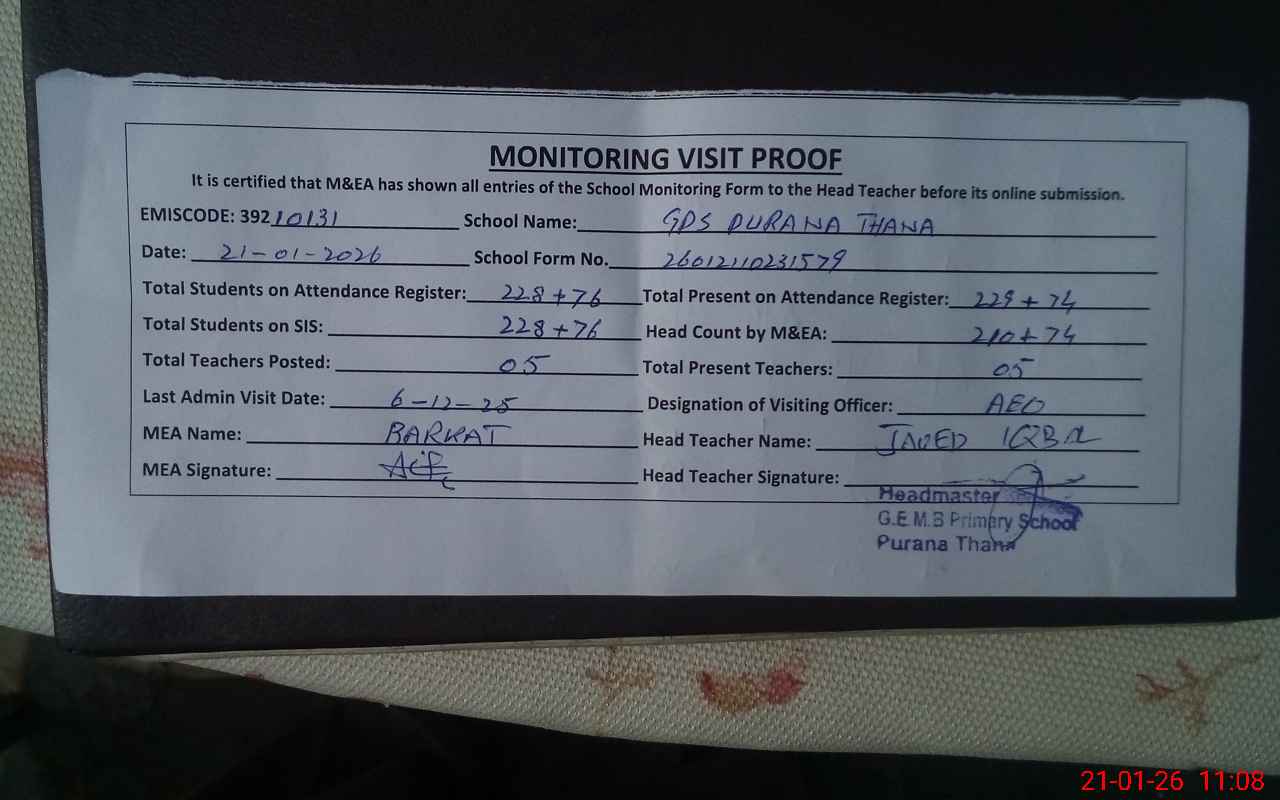 MONITORING VISIT PROOF
It is certified that M&EA has shown all entries of the School Monitoring Form to the Head Teacher before its online submission.
EMISCODE: 39210131 School Name: GPS PURANA THANA
Date: 21-01-2026 School Form No. 26012110231579
Total Students on Attendance Register: 228+76 Total Present on Attendance Register: 229+74
Total Students on SIS: 228+76 Head Count by M&EA: 210+74
Total Teachers Posted: 05 Total Present Teachers: 05
Last Admin Visit Date: 6-12-25 Designation of Visiting Officer: AEO
MEA Name: BARKAT Head Teacher Name: JAVED IQBAL
MEA Signature: Head Teacher Signature:
Headmaster
G.E M.B Primary School
Purana Thana
21-01-26 11:08